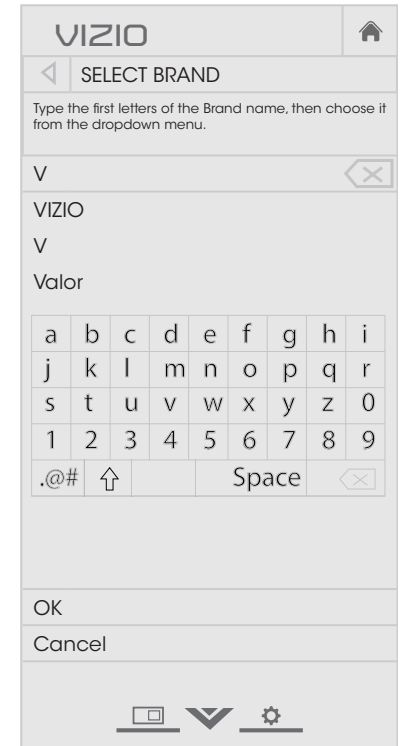 VIZIO
SELECT BRAND
Type the first letters of the Brand name, then choose it
from the dropdown menu.
V
VIZIO
V
Valor
a b c d e f g h i
j k l m n o p q r
s t u v w x y z 0
1 2 3 4 5 6 7 8 9
.@# Space
OK
Cancel